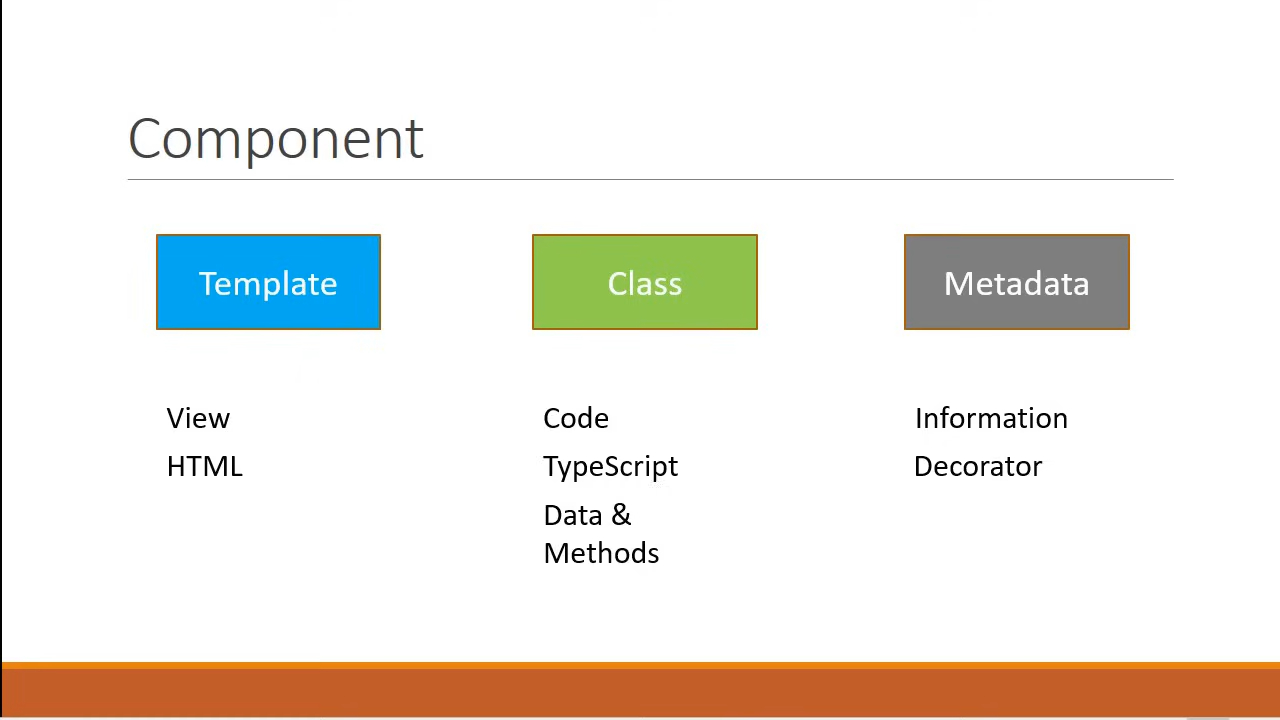 Component
Template
Class
Metadata
View
HTML
Code
TypeScript
Data &
Methods
Information
Decorator